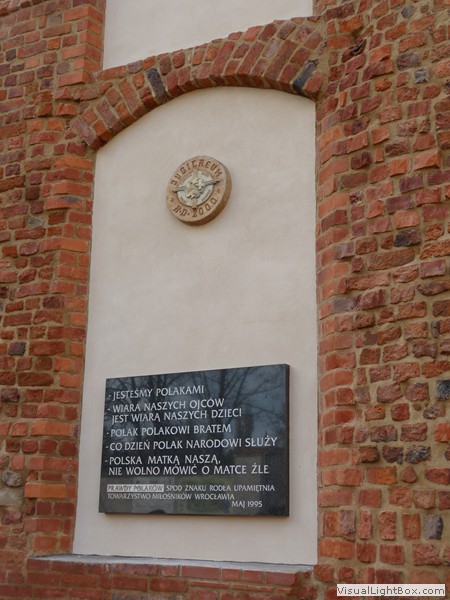 JUBILAEUM
A.D. 2000
- JESTEŚMY POLAKAMI
- WIARA NASZYCH OJCÓW
JEST WIARĄ NASZYCH DZIECI
- POLAK POLAKOWI BRATEM
- CO DZIEŃ POLAK NARODOWI SŁUŻY
- POLSKA MATKĄ NASZĄ,
NIE WOLNO MÓWIĆ O MATCE ŹLE
PRAWDY POLAKÓW SPOD ZNAKU RODŁA UPAMIĘTNIA
TOWARZYSTWO MIŁOŚNIKÓW WROCŁAWIA
MAJ 1995
VisualLightBox.com